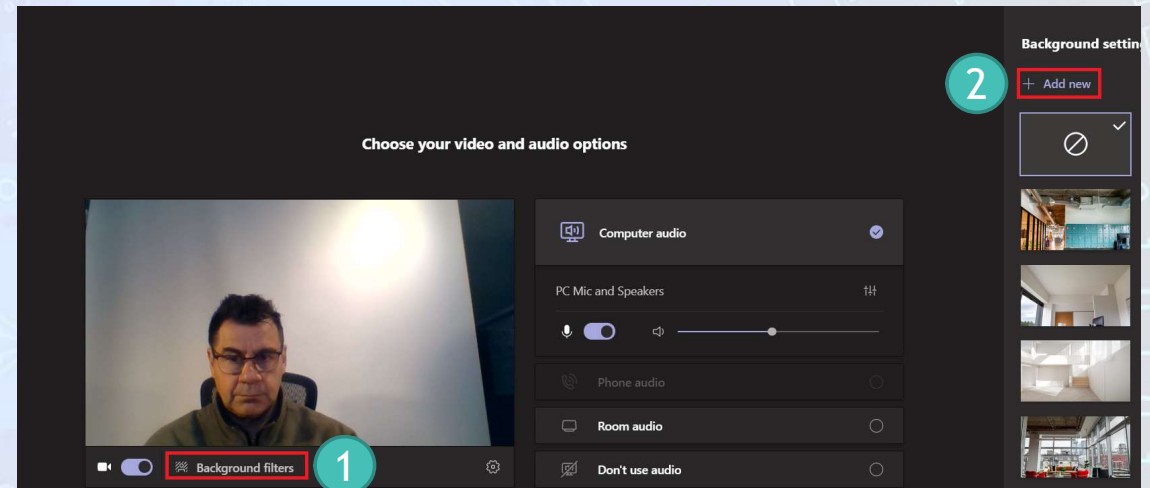 Background settin
2
+ Add new
Choose your video and audio options
Computer audio
PC Mic and Speakers
Phone audio
Room audio
Don't use audio
Background filters
1